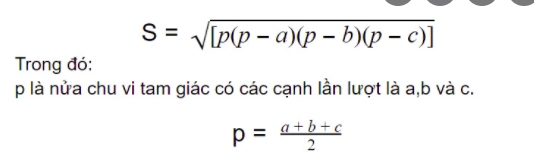 S = √[p(p − a)(p − b)(p − c)]
Trong đó:
p là nửa chu vi tam giác có các cạnh lần lượt là a,b và c.
p = (a + b + c)/2